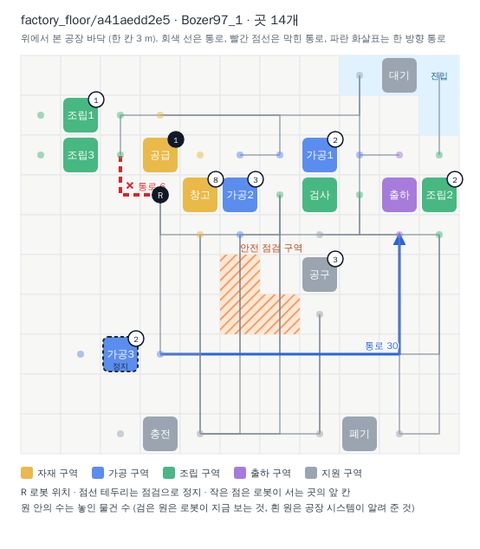 factory_floor/a41aedd2e5 · Bozer97_1 · 곳 14개
위에서 본 공장 바닥 (한 칸 3 m). 회색 선은 통로, 빨간 점선은 막힌 통로, 파란 화살표는 한 방향 통로
대기
진입
조립1
1
조립3
공급
1
가공1
2
✕ 통로 6
R
창고
8
가공2
3
검사
출하
조립2
2
안전 점검 구역
공구
3
통로 30
가공3
2
정지
충전
폐기
자재 구역 가공 구역 조립 구역 출하 구역 지원 구역
R 로봇 위치 · 점선 테두리는 점검으로 정지 · 작은 점은 로봇이 서는 곳의 앞 칸
원 안의 수는 놓인 물건 수 (검은 원은 로봇이 지금 보는 것, 흰 원은 공장 시스템이 알려 준 것)